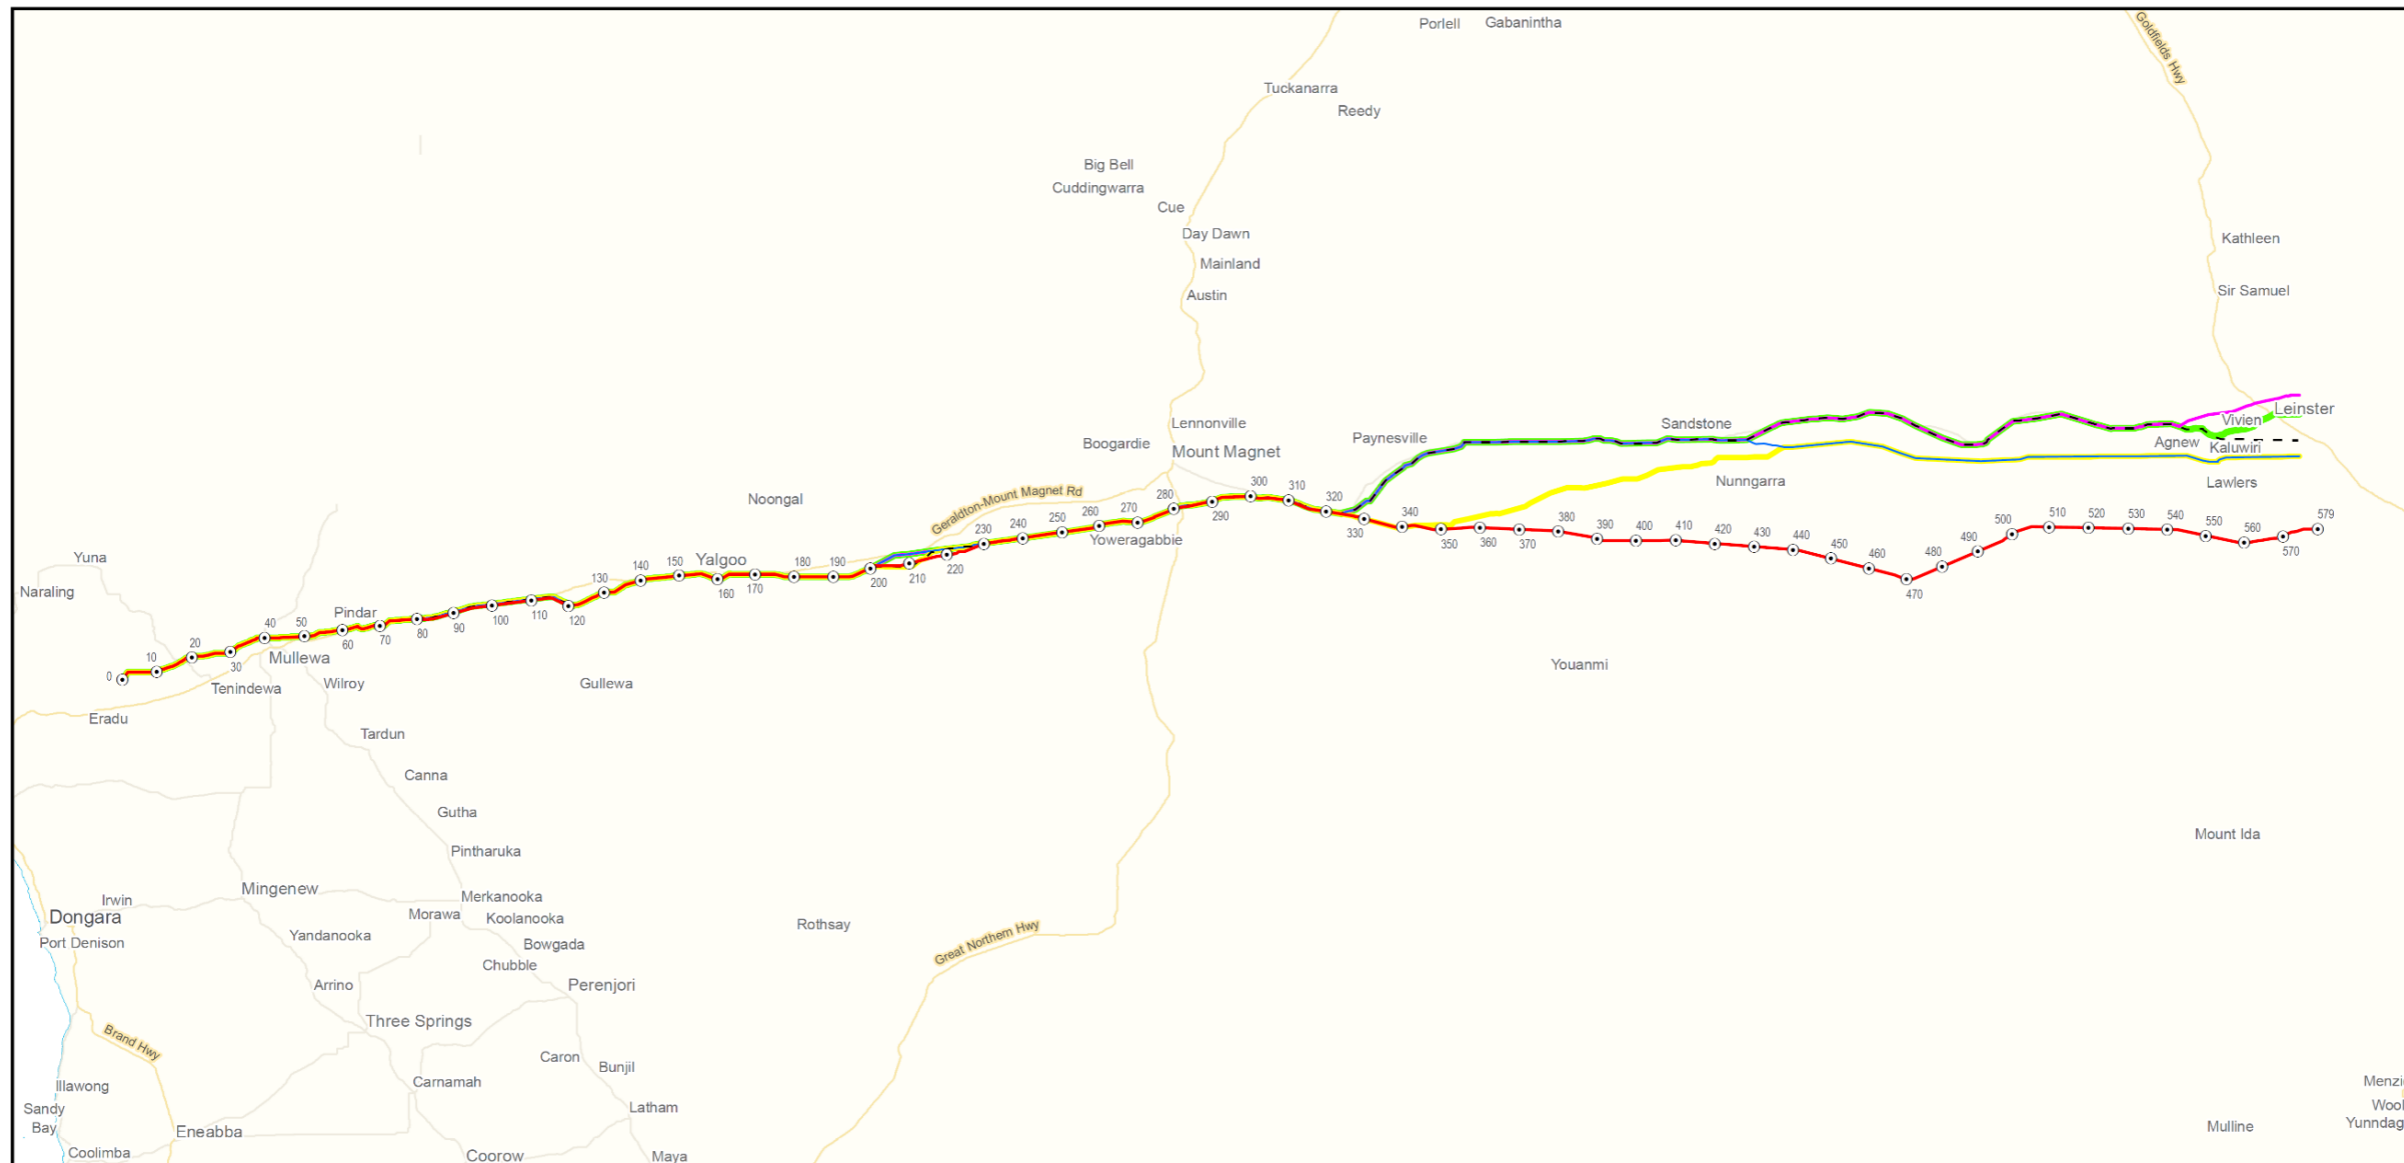 Porlell
Gabanintha
Goldfields Hwy
Tuckanarra
Reedy
Big Bell
Cuddingwarra
Cue
Day Dawn
Mainland
Austin
Kathleen
Sir Samuel
Lennonville
Boogardie
Mount Magnet
Paynesville
Sandstone
Vivien
Leinster
Agnew
Kaluwiri
Nunngarra
Lawlers
Noongal
Geraldton-Mount Magnet Rd
Yoweragabbie
Yuna
Naraling
Yalgoo
Pindar
Mullewa
Tenindewa
Wilroy
Gullewa
Eradu
Youanmi
0
10
20
30
40
50
60
70
80
90
100
110
120
130
140
150
160
170
180
190
200
210
220
230
240
250
260
270
280
290
300
310
320
330
340
350
360
370
380
390
400
410
420
430
440
450
460
470
480
490
500
510
520
530
540
550
560
570
579
Tardun
Canna
Gutha
Pintharuka
Mount Ida
Mingenew
Irwin
Merkanooka
Dongara
Morawa
Koolanooka
Port Denison
Yandanooka
Bowgada
Rothsay
Great Northern Hwy
Chubble
Arrino
Perenjori
Three Springs
Brand Hwy
Caron
Bunjil
Illawong
Carnamah
Menzi
Sandy
Bay
Latham
Wool
Yunndag
Eneabba
Mulline
Coolimba
Coorow
Maya